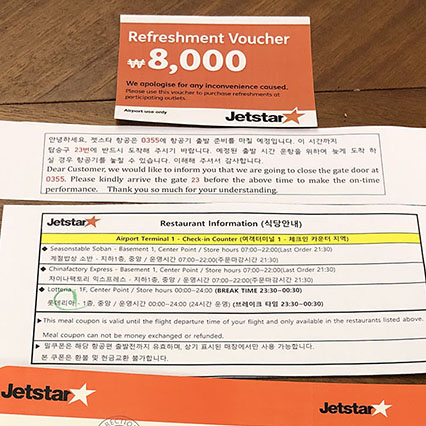 Refreshment Voucher
₩8,000
We apologise for any inconvenience caused.
Please use this voucher to purchase refreshments at
participating outlets.
Airport use only
Jetstar
안녕하세요, 젯스타 항공은 0355에 항공기 출발 준비를 마칠 예정입니다. 이 시간까지
탑승구 23번에 반드시 도착해 주시기 바랍니다. 예정된 출발 시간 운항을 위하여 늦게 도착 하
실 경우 항공기를 놓칠 수 있습니다. 이해해 주셔서 감사합니다.
Dear Customer, we would like to inform you that we are going to close the gate door at
0355. Please kindly arrive the gate 23 before the above time to make the on-time
performance. Thank you so much for your understanding.
Jetstar
Restaurant Information (식당안내)
Airport Terminal 1 - Check-in Counter (여객터미널 1 - 체크인 카운터 지역)
◆ Seasonstable Soban - Basement 1, Center Point / Store hours 07:00~22:00(Last Order 21:30)
계절밥상 소반 - 지하1층, 중앙 / 운영시간 07:00~22:00(주문마감시간 21:30)
◆ Chinafactory Express - Basement 1, Center Point / Store hours 07:00~22:00(Last Order 21:30)
차이나팩토리 익스프레스 - 지하1층, 중앙 / 운영시간 07:00~22:00(주문마감시간 21:30)
◆ Lotteria - 1F, Center Point / Store hours 00:00~24:00 (BREAK TIME 23:30~00:30)
롯데리아 - 1층, 중앙 / 운영시간 00:00~24:00 (24시간 운영) (브레이크 타임 23:30~00:30)
➤This meal coupon is valid until the flight departure time of your flight and only available in the restaurants listed above.
Meal coupon can not be money exchanged or refunded.
➤ 밀쿠폰은 해당 항공편 출발전까지 유효하며, 상기 표시된 매장에서만 사용 가능합니다.
본 쿠폰은 환불 및 현금교환 불가합니다.
Jetstar
Jetstar